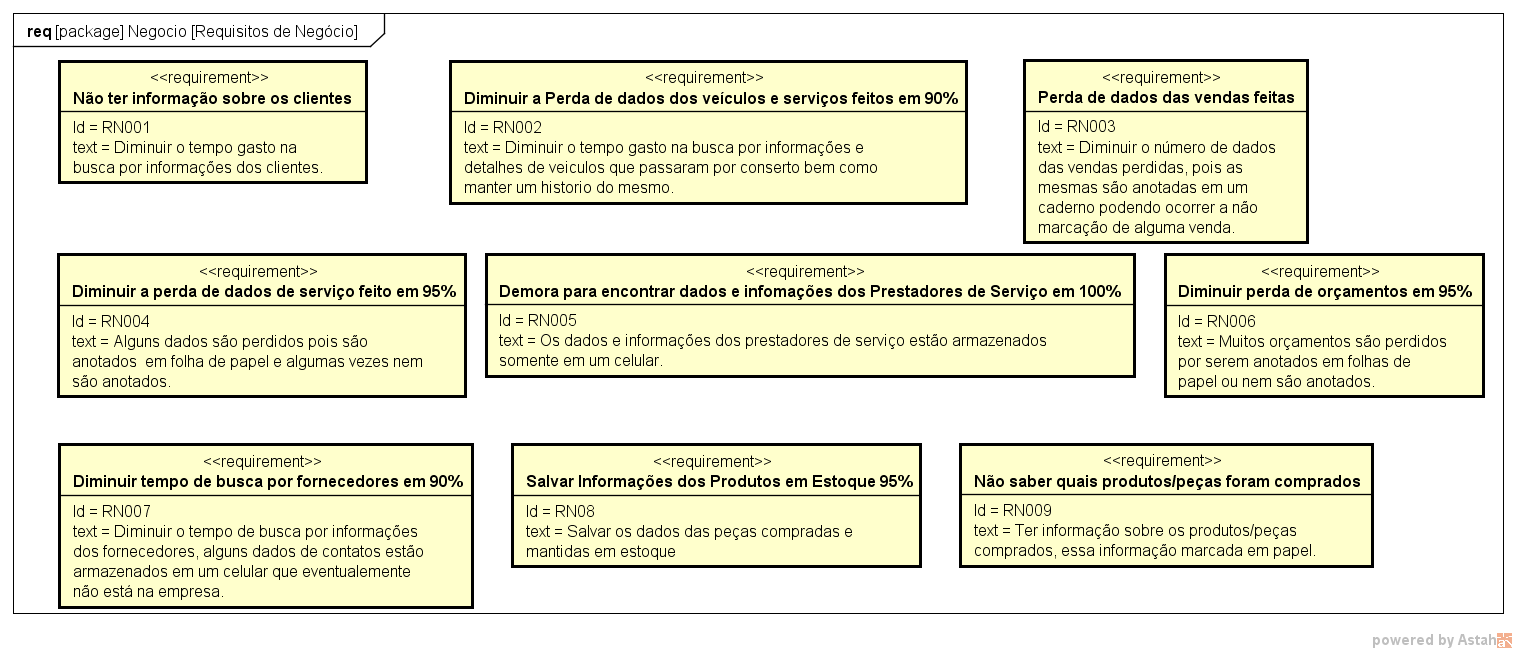 req [package] Negocio [Requisitos de Negócio]
<<requirement>>
Não ter informação sobre os clientes
Id = RN001
text = Diminuir o tempo gasto na
busca por informações dos clientes.
<<requirement>>
Diminuir a Perda de dados dos veículos e serviços feitos em 90%
Id = RN002
text = Diminuir o tempo gasto na busca por informações e
detalhes de veiculos que passaram por conserto bem como
manter um historio do mesmo.
<<requirement>>
Perda de dados das vendas feitas
Id = RN003
text = Diminuir o número de dados
das vendas perdidas, pois as
mesmas são anotadas em um
caderno podendo ocorrer a não
marcação de alguma venda.
<<requirement>>
Diminuir a perda de dados de serviço feito em 95%
Id = RN004
text = Alguns dados são perdidos pois são
anotados  em folha de papel e algumas vezes nem
são anotados.
<<requirement>>
Demora para encontrar dados e infomações dos Prestadores de Serviço em 100%
Id = RN005
text = Os dados e informações dos prestadores de serviço estão armazenados
somente em um celular.
<<requirement>>
Diminuir perda de orçamentos em 95%
Id = RN006
text = Muitos orçamentos são perdidos
por serem anotados em folhas de
papel ou nem são anotados.
<<requirement>>
Diminuir tempo de busca por fornecedores em 90%
Id = RN007
text = Diminuir o tempo de busca por informações
dos fornecedores, alguns dados de contatos estão
armazenados em um celular que eventualemente
não está na empresa.
<<requirement>>
Salvar Informações dos Produtos em Estoque 95%
Id = RN08
text = Salvar os dados das peças compradas e
mantidas em estoque
<<requirement>>
Não saber quais produtos/peças foram comprados
Id = RN009
text = Ter informação sobre os produtos/peças
comprados, essa informação marcada em papel.
powered by Astah